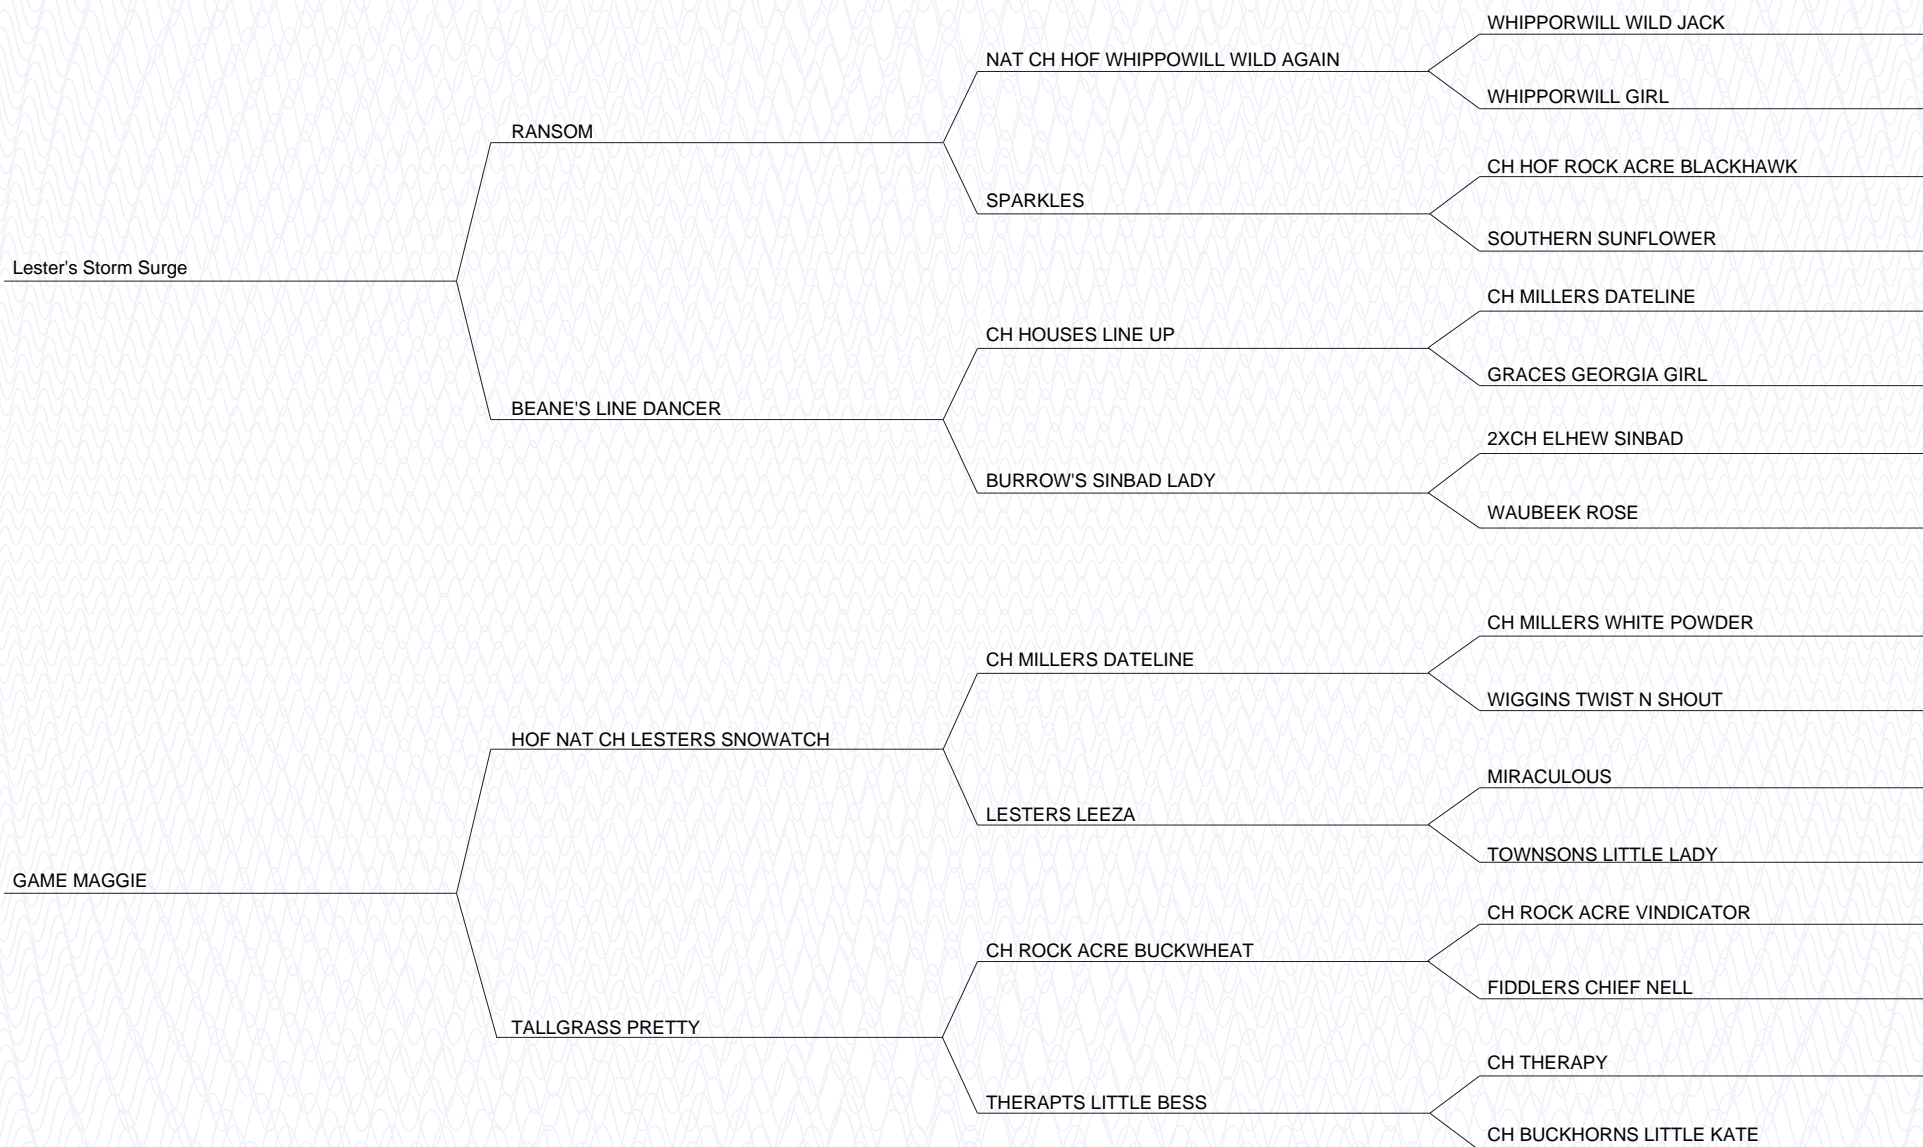 Lester's Storm Surge
RANSOM
NAT CH HOF WHIPPOWILL WILD AGAIN
WHIPPORWILL WILD JACK
WHIPPORWILL GIRL
SPARKLES
CH HOF ROCK ACRE BLACKHAWK
SOUTHERN SUNFLOWER
BEANE'S LINE DANCER
CH HOUSES LINE UP
CH MILLERS DATELINE
GRACES GEORGIA GIRL
BURROW'S SINBAD LADY
2XCH ELHEW SINBAD
WAUBEEK ROSE
GAME MAGGIE
HOF NAT CH LESTERS SNOWATCH
CH MILLERS DATELINE
CH MILLERS WHITE POWDER
WIGGINS TWIST N SHOUT
LESTERS LEEZA
MIRACULOUS
TOWNSONS LITTLE LADY
TALLGRASS PRETTY
CH ROCK ACRE BUCKWHEAT
CH ROCK ACRE VINDICATOR
FIDDLERS CHIEF NELL
THERAPTS LITTLE BESS
CH THERAPY
CH BUCKHORNS LITTLE KATE